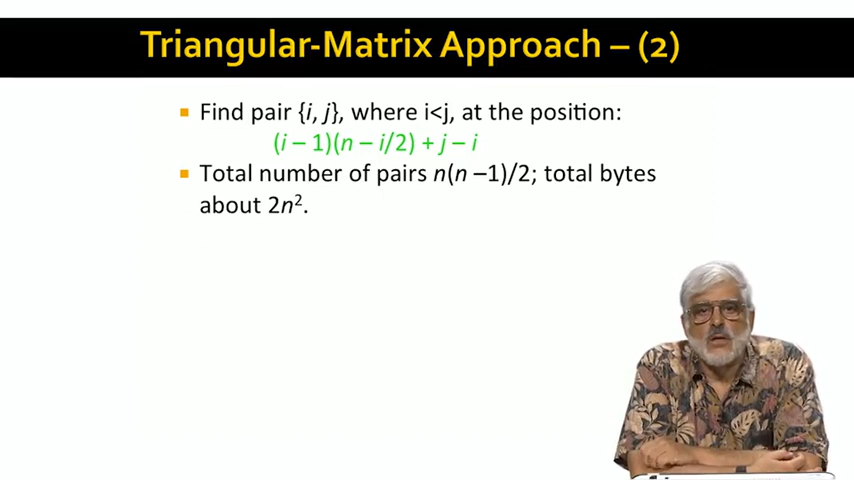 Triangular-Matrix Approach – (2)
Find pair {i, j}, where i<j, at the position:
(i – 1)(n – i/2) + j – i
Total number of pairs n(n –1)/2; total bytes
about 2n².